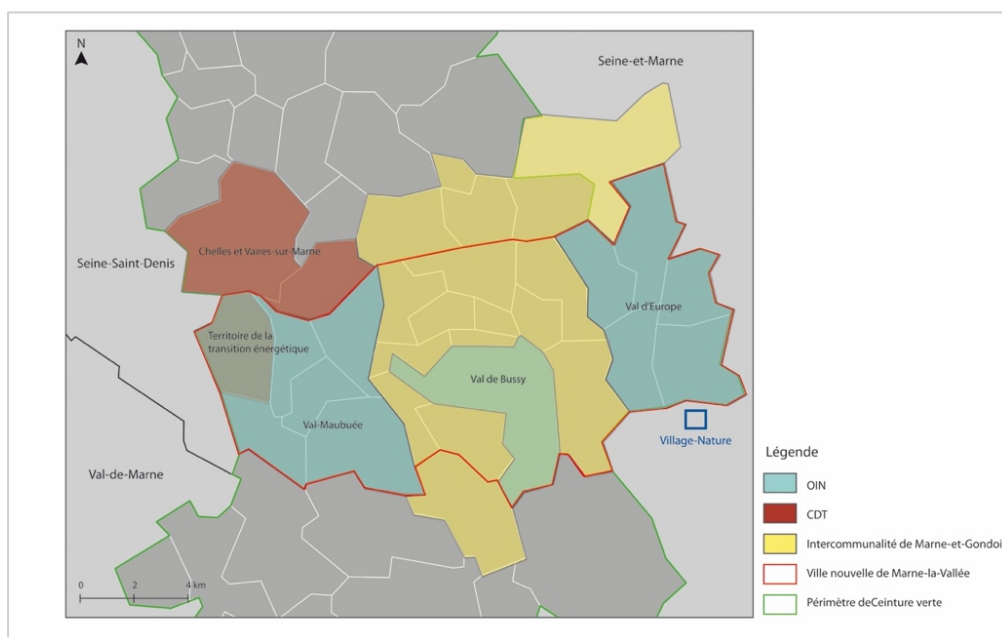 N
Seine-et-Marne
Chelles et Vaires-sur-Marne
Seine-Saint-Denis
Val d'Europe
Territoire de la
transition énergétique
Val de Bussy
Val-Maubuée
Village-Nature
Val-de-Marne
0 2 4 km
Légende
OIN
CDT
Intercommunalité de Marne-et-Gondoi
Ville nouvelle de Marne-la-Vallée
Périmètre deCeinture verte